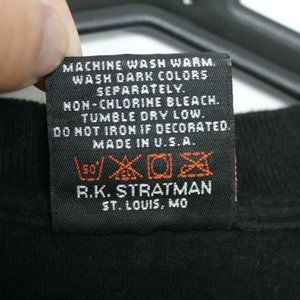 MACHINE WASH WARM.
WASH DARK COLORS
SEPARATELY.
NON-CHLORINE BLEACH.
TUMBLE DRY LOW.
DO NOT IRON IF DECORATED.
MADE IN U.S.A.
50°
R.K. STRATMAN
ST. LOUIS, MO